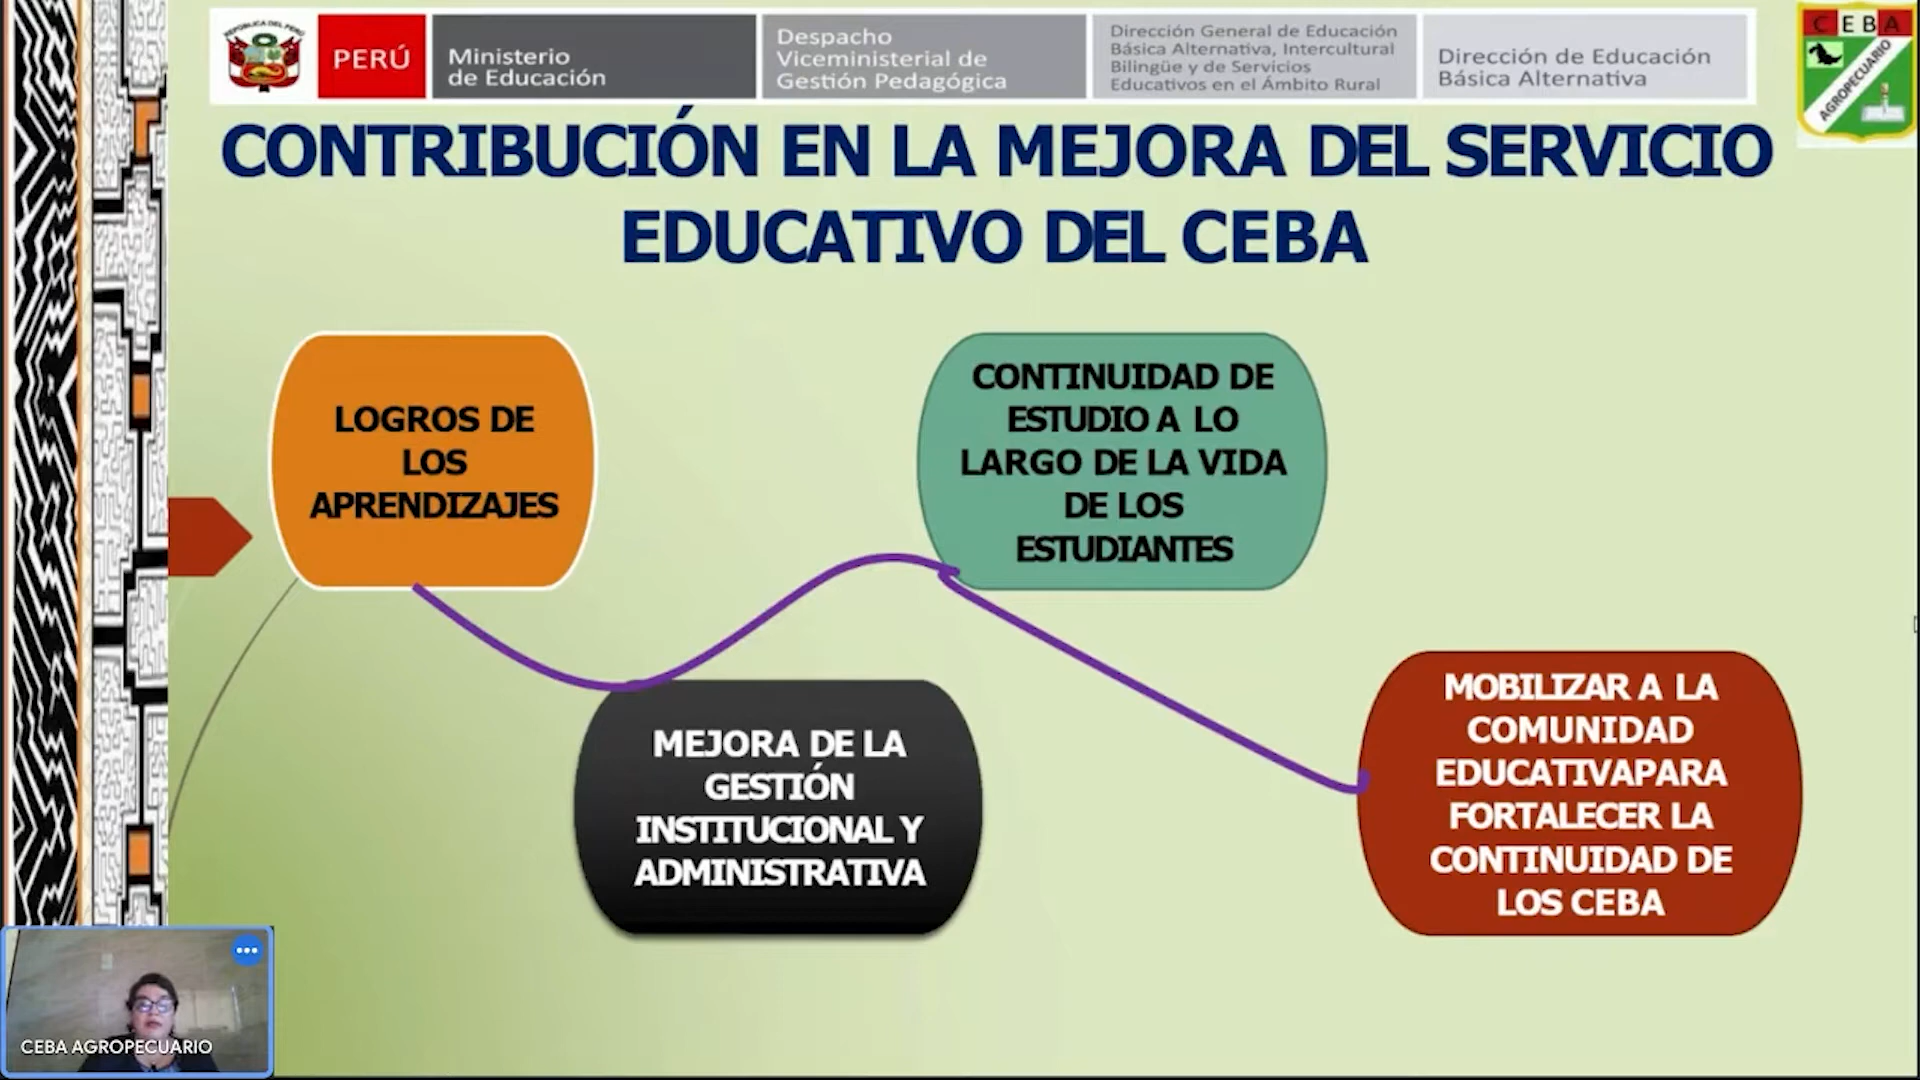 REPÚBLICA DEL PERÚ
PERÚ
Ministerio
de Educación
Despacho
Viceministerial de
Gestión Pedagógica
Dirección General de Educación
Básica Alternativa, Intercultural
Bilingüe y de Servicios
Educativos en el Ámbito Rural
Dirección de Educación
Básica Alternativa
CEBA
AGROPECUARIO
CONTRIBUCIÓN EN LA MEJORA DEL SERVICIO
EDUCATIVO DEL CEBA
LOGROS DE
LOS
APRENDIZAJES
CONTINUIDAD DE
ESTUDIO A LO
LARGO DE LA VIDA
DE LOS
ESTUDIANTES
MEJORA DE LA
GESTIÓN
INSTITUCIONAL Y
ADMINISTRATIVA
MOBILIZAR A LA
COMUNIDAD
EDUCATIVAPARA
FORTALECER LA
CONTINUIDAD DE
LOS CEBA
CEBA AGROPECUARIO